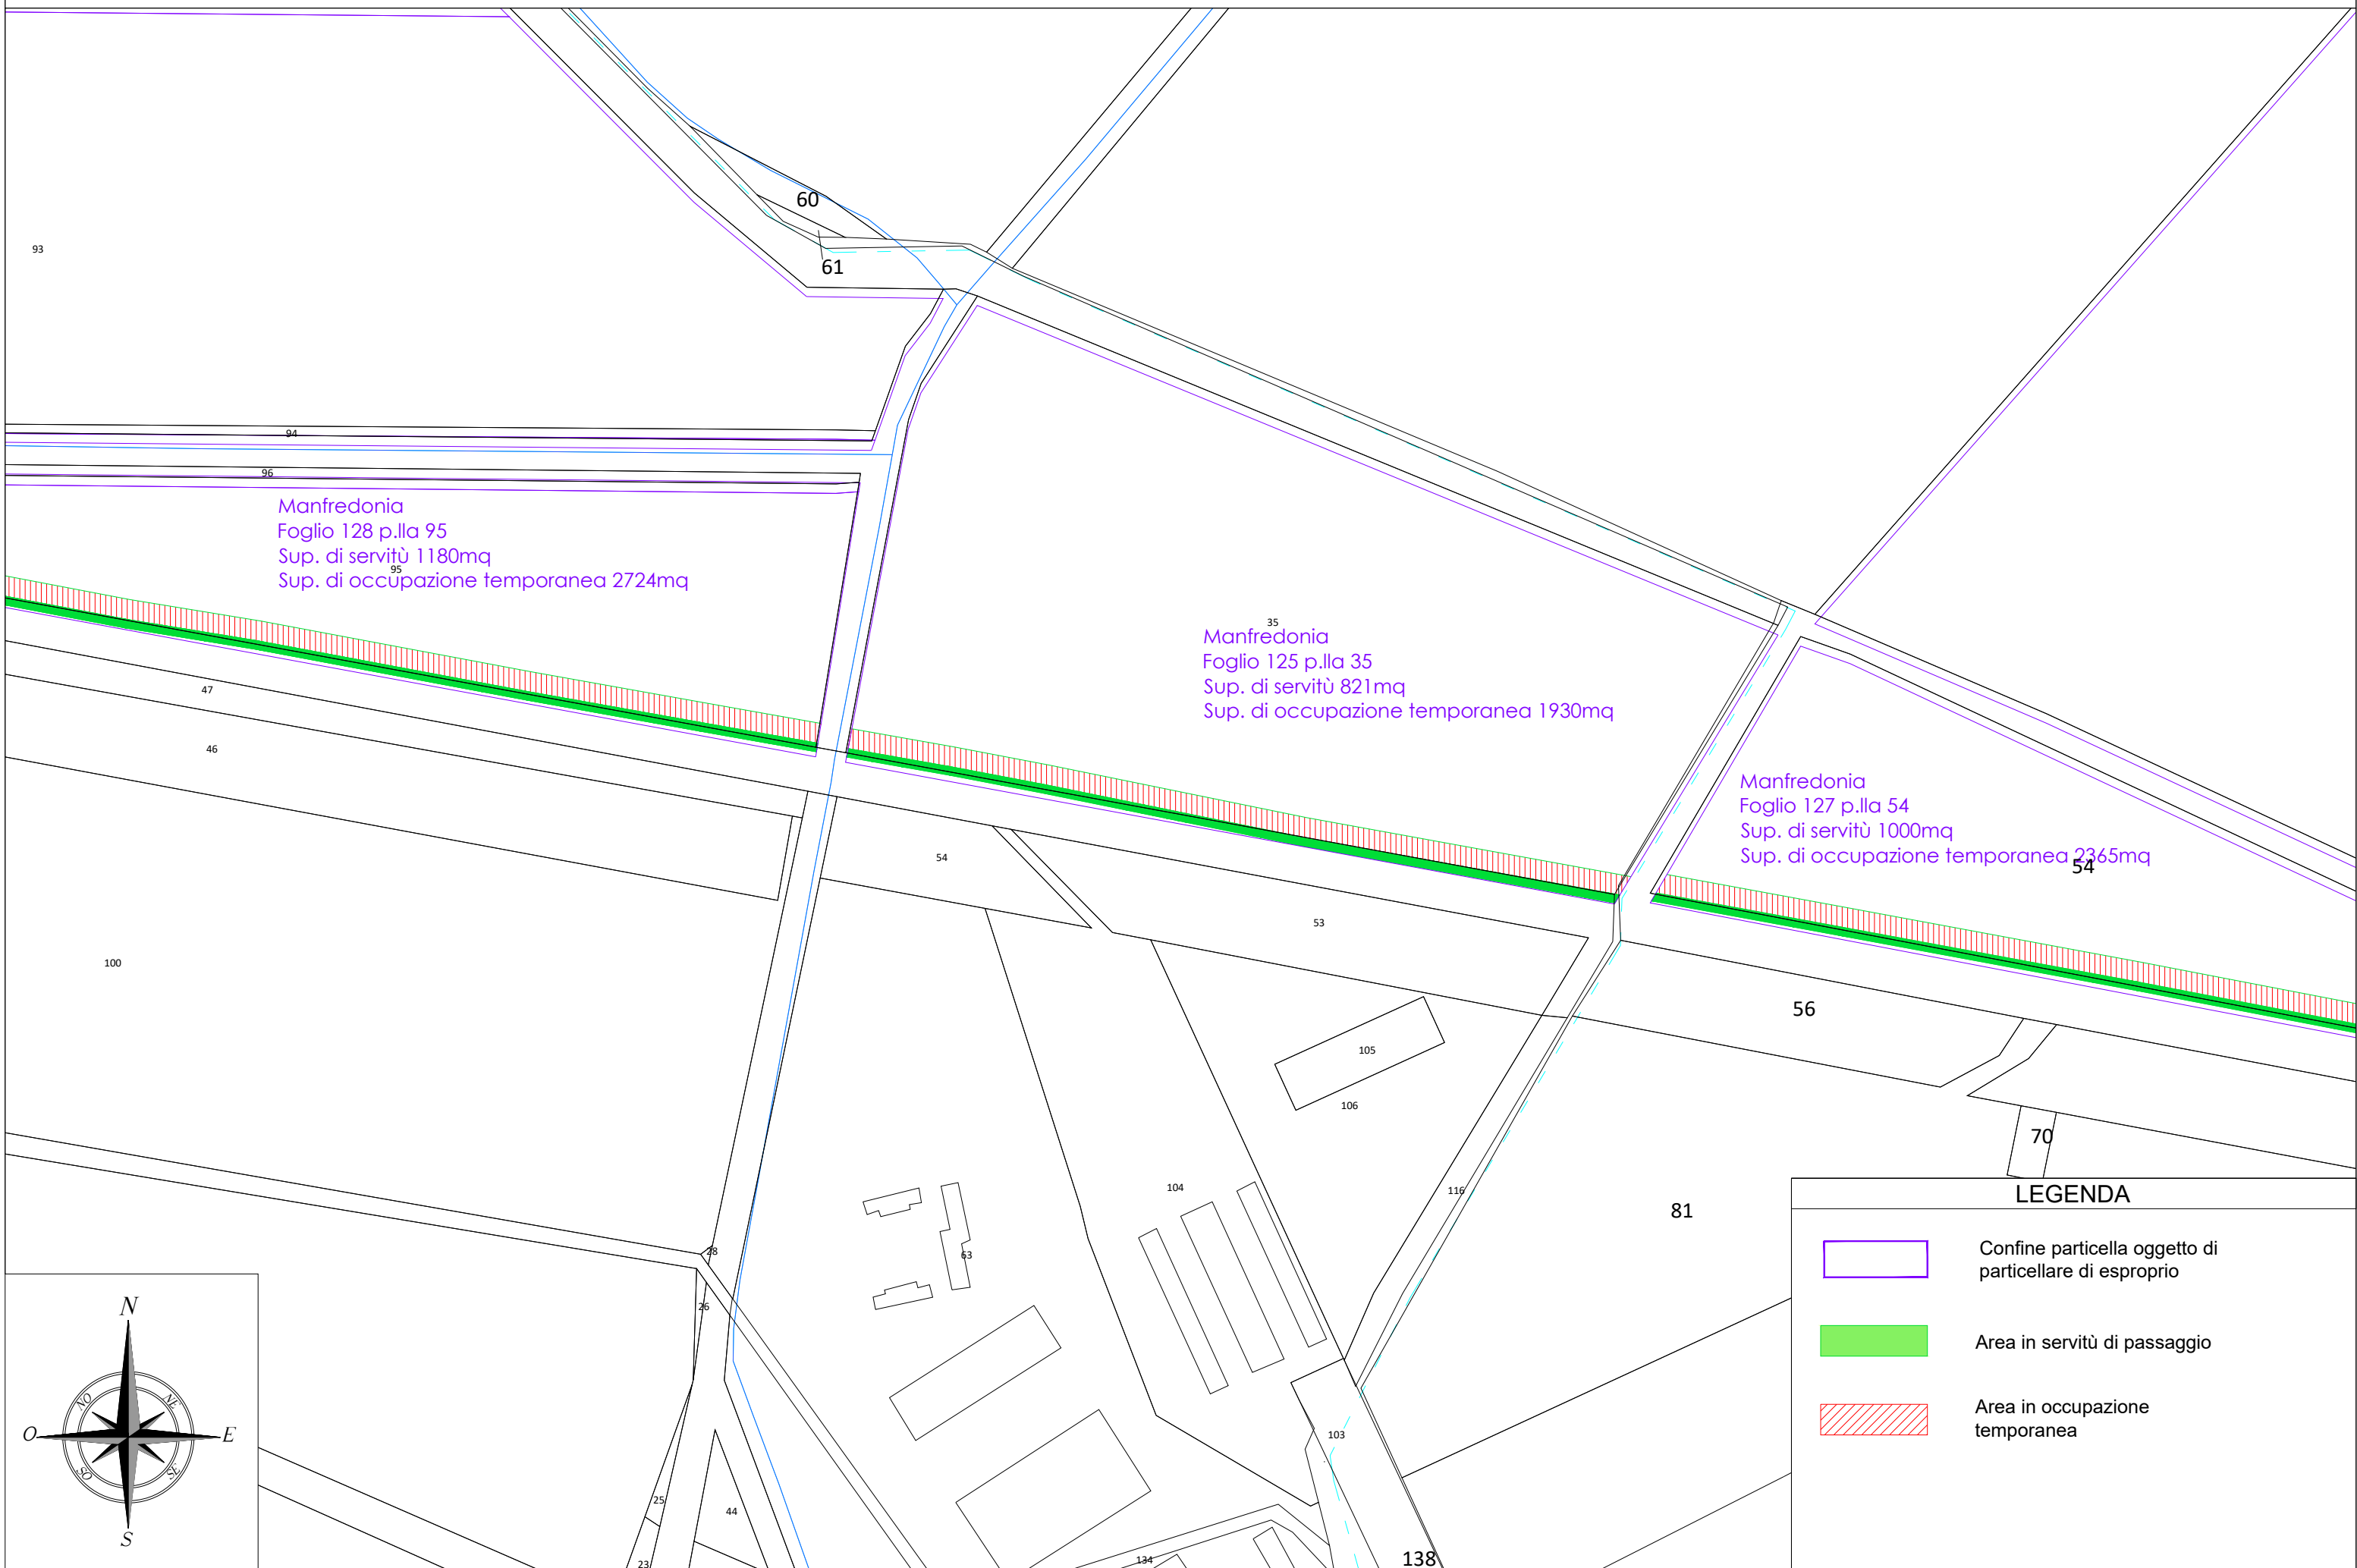 60
61
93
94
96
Manfredonia
Foglio 128 p.lla 95
Sup. di servitù 1180mq
95
Sup. di occupazione temporanea 2724mq
35
Manfredonia
Foglio 125 p.lla 35
Sup. di servitù 821mq
Sup. di occupazione temporanea 1930mq
47
46
Manfredonia
Foglio 127 p.lla 54
Sup. di servitù 1000mq
Sup. di occupazione temporanea 2365mq
54
54
53
100
56
105
106
70
104
116
81
28
63
26
103
25
44
23
134
138
N
NO
NE
O
E
SO
SE
S
LEGENDA
Confine particella oggetto di
particellare di esproprio
Area in servitù di passaggio
Area in occupazione
temporanea